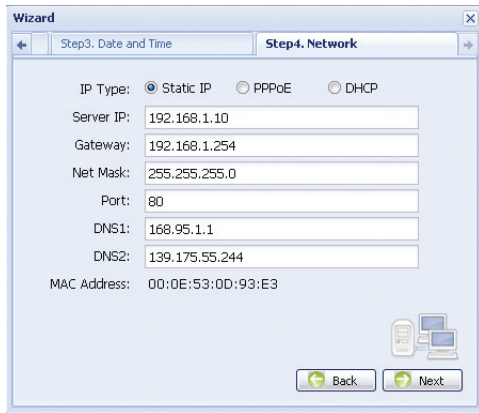 Wizard
Step3. Date and Time Step4. Network
IP Type: Static IP PPPoE DHCP
Server IP: 192.168.1.10
Gateway: 192.168.1.254
Net Mask: 255.255.255.0
Port: 80
DNS1: 168.95.1.1
DNS2: 139.175.55.244
MAC Address: 00:0E:53:0D:93:E3
Back Next